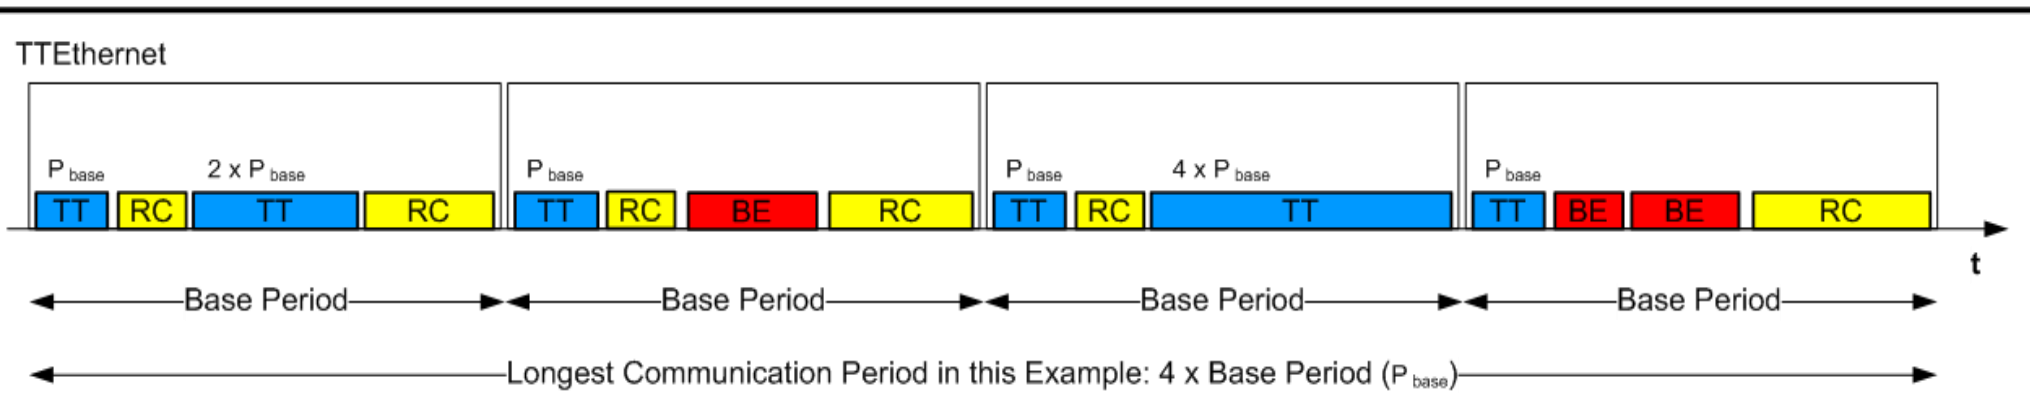 TTEthernet
P base 2 x P base P base P base 4 x P base P base
TT RC TT RC TT RC BE RC TT RC TT TT BE BE RC
t
Base Period Base Period Base Period Base Period
Longest Communication Period in this Example: 4 x Base Period (P base)